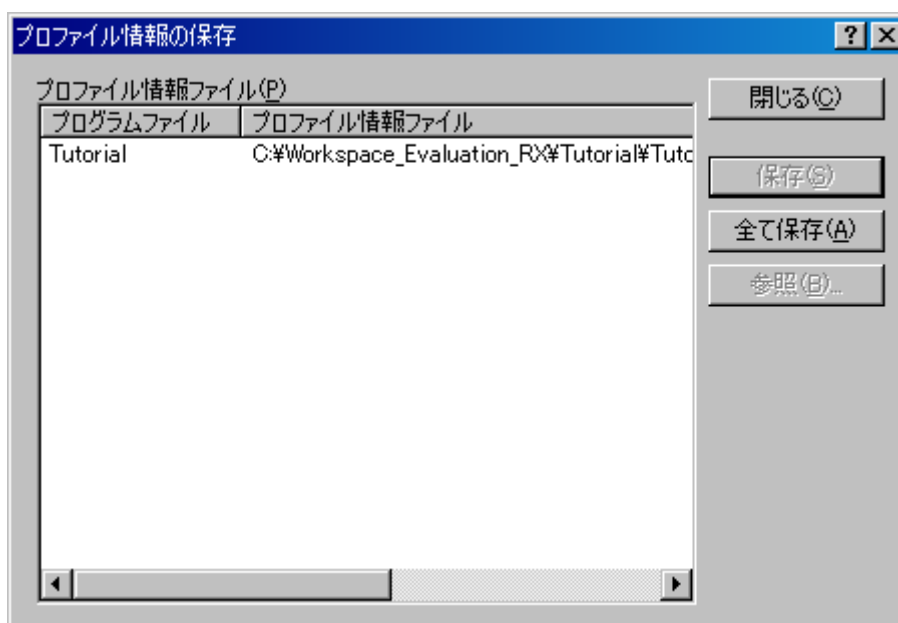 プロファイル情報の保存
プロファイル情報ファイル(P)
プログラムファイル プロファイル情報ファイル
Tutorial C:¥Workspace_Evaluation_RX¥Tutorial¥Tuto
閉じる(C)
保存(S)
全て保存(A)
参照(B)...